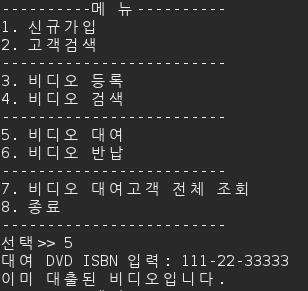 ----------메 뉴----------
1. 신규가입
2. 고객검색
-------------------------
3. 비디오 등록
4. 비디오 검색
-------------------------
5. 비디오 대여
6. 비디오 반납
-------------------------
7. 비디오 대여고객 전체 조회
8. 종료
-------------------------
선택>> 5
대여 DVD ISBN 입력: 111-22-33333
이미 대출된 비디오입니다.